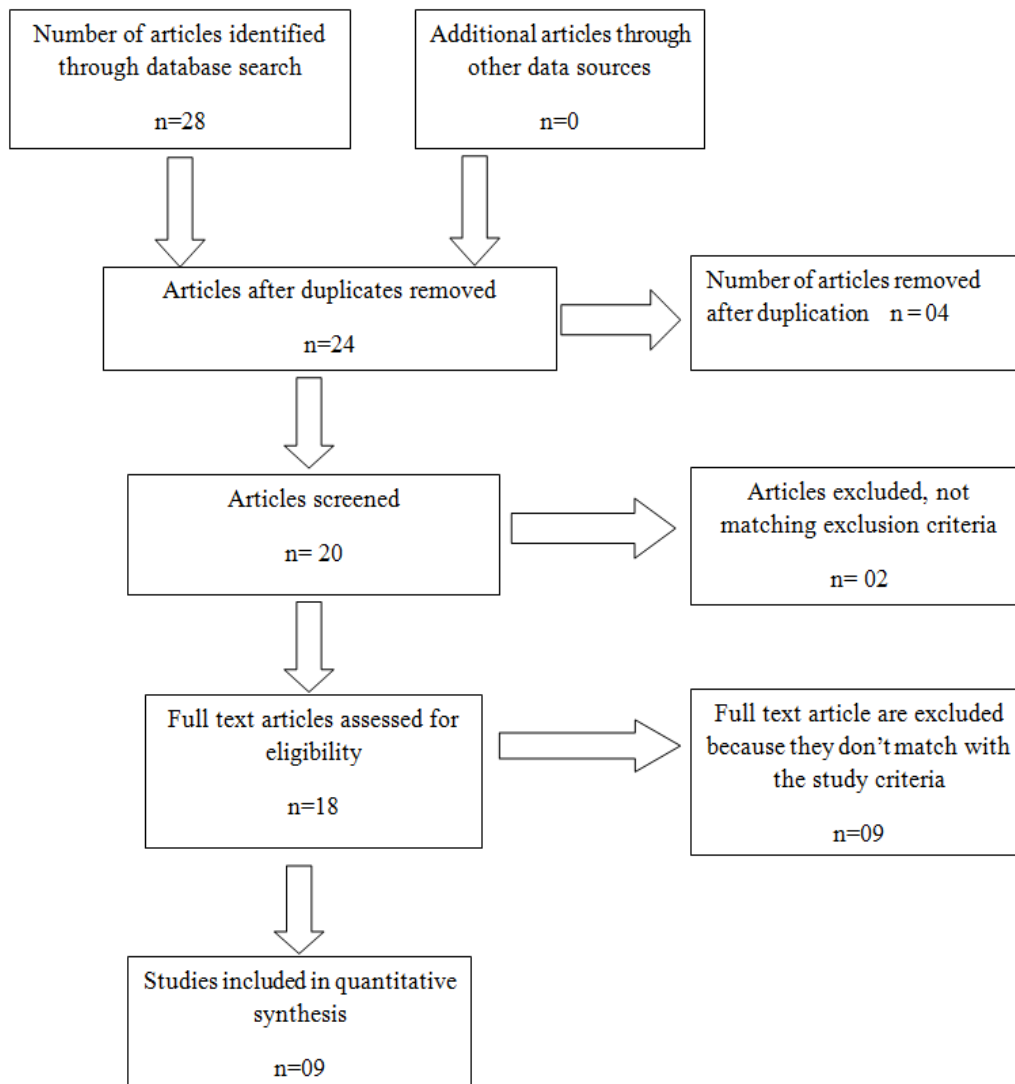 Number of articles identified
through database search
n=28
Additional articles through
other data sources
n=0
Articles after duplicates removed
n=24
Number of articles removed
after duplication n = 04
Articles screened
n= 20
Articles excluded, not
matching exclusion criteria
n= 02
Full text articles assessed for
eligibility
n=18
Full text article are excluded
because they don't match with
the study criteria
n=09
Studies included in quantitative
synthesis
n=09